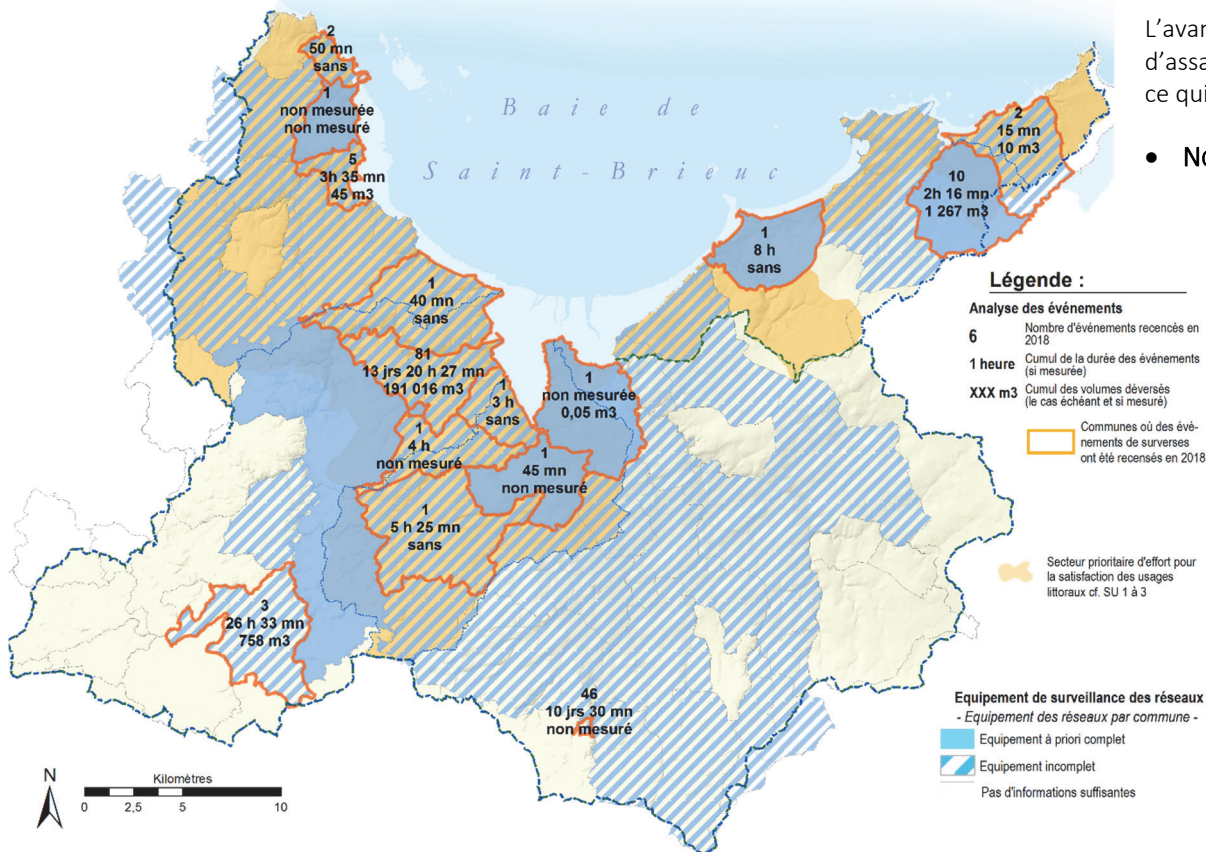 L'avan
d'assa
ce qui
• No
Baie de
Saint-Brieuc
2
50 mn
sans
1
non mesurée
non mesuré
5
3h 35 mn
45 m3
2
15 mn
10 m3
10
2h 16 mn
1 267 m3
1
8 h
sans
1
40 mn
sans
81
13 jrs 20 h 27 mn
191 016 m3
1
3 h
sans
1
non mesurée
0,05 m3
1
4 h
non mesuré
1
45 mn
non mesuré
1
5 h 25 mn
sans
3
26 h 33 mn
758 m3
46
10 jrs 30 mn
non mesuré
Légende :
Analyse des événements
6 Nombre d'évènements recencés en
2018
1 heure Cumul de la durée des événements
(si mesurée)
XXX m3 Cumul des volumes déversés
(le cas échéant et si mesuré)
Communes où des évè-
nements de surverses
ont été recensés en 2018
Secteur prioritaire d'effort pour
la satisfaction des usages
littoraux cf. SU 1 à 3
Equipement de surveillance des réseaux
- Equipement des réseaux par commune -
Equipement à priori complet
Equipement incomplet
Pas d'informations suffisantes
N
Kilomètres
0 2,5 5 10